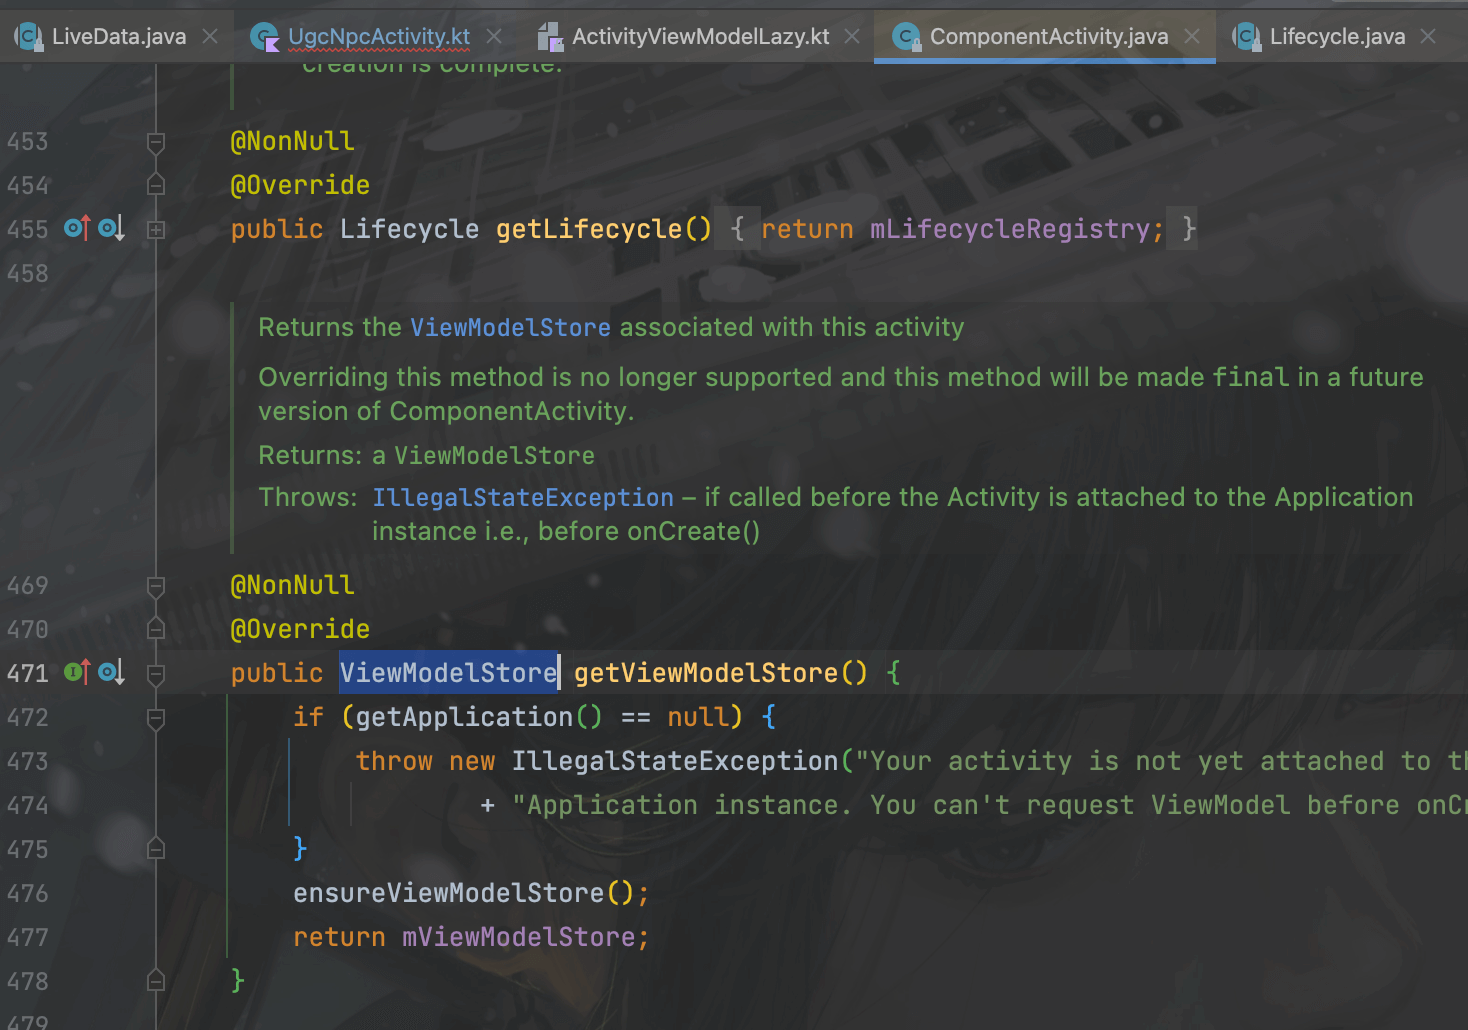 LiveData.java UgcNpcActivity.kt ActivityViewModelLazy.kt ComponentActivity.java Lifecycle.java
creation is complete.
453 @NonNull
454 @Override
455 public Lifecycle getLifecycle() { return mLifecycleRegistry; }
458
Returns the ViewModelStore associated with this activity
Overriding this method is no longer supported and this method will be made final in a future
version of ComponentActivity.
Returns: a ViewModelStore
Throws: IllegalStateException – if called before the Activity is attached to the Application
instance i.e., before onCreate()
469 @NonNull
470 @Override
471 public ViewModelStore getViewModelStore() {
472 if (getApplication() == null) {
473 throw new IllegalStateException("Your activity is not yet attached to
474 + "Application instance. You can't request ViewModel before
475 }
476 ensureViewModelStore();
477 return mViewModelStore;
478 }
479